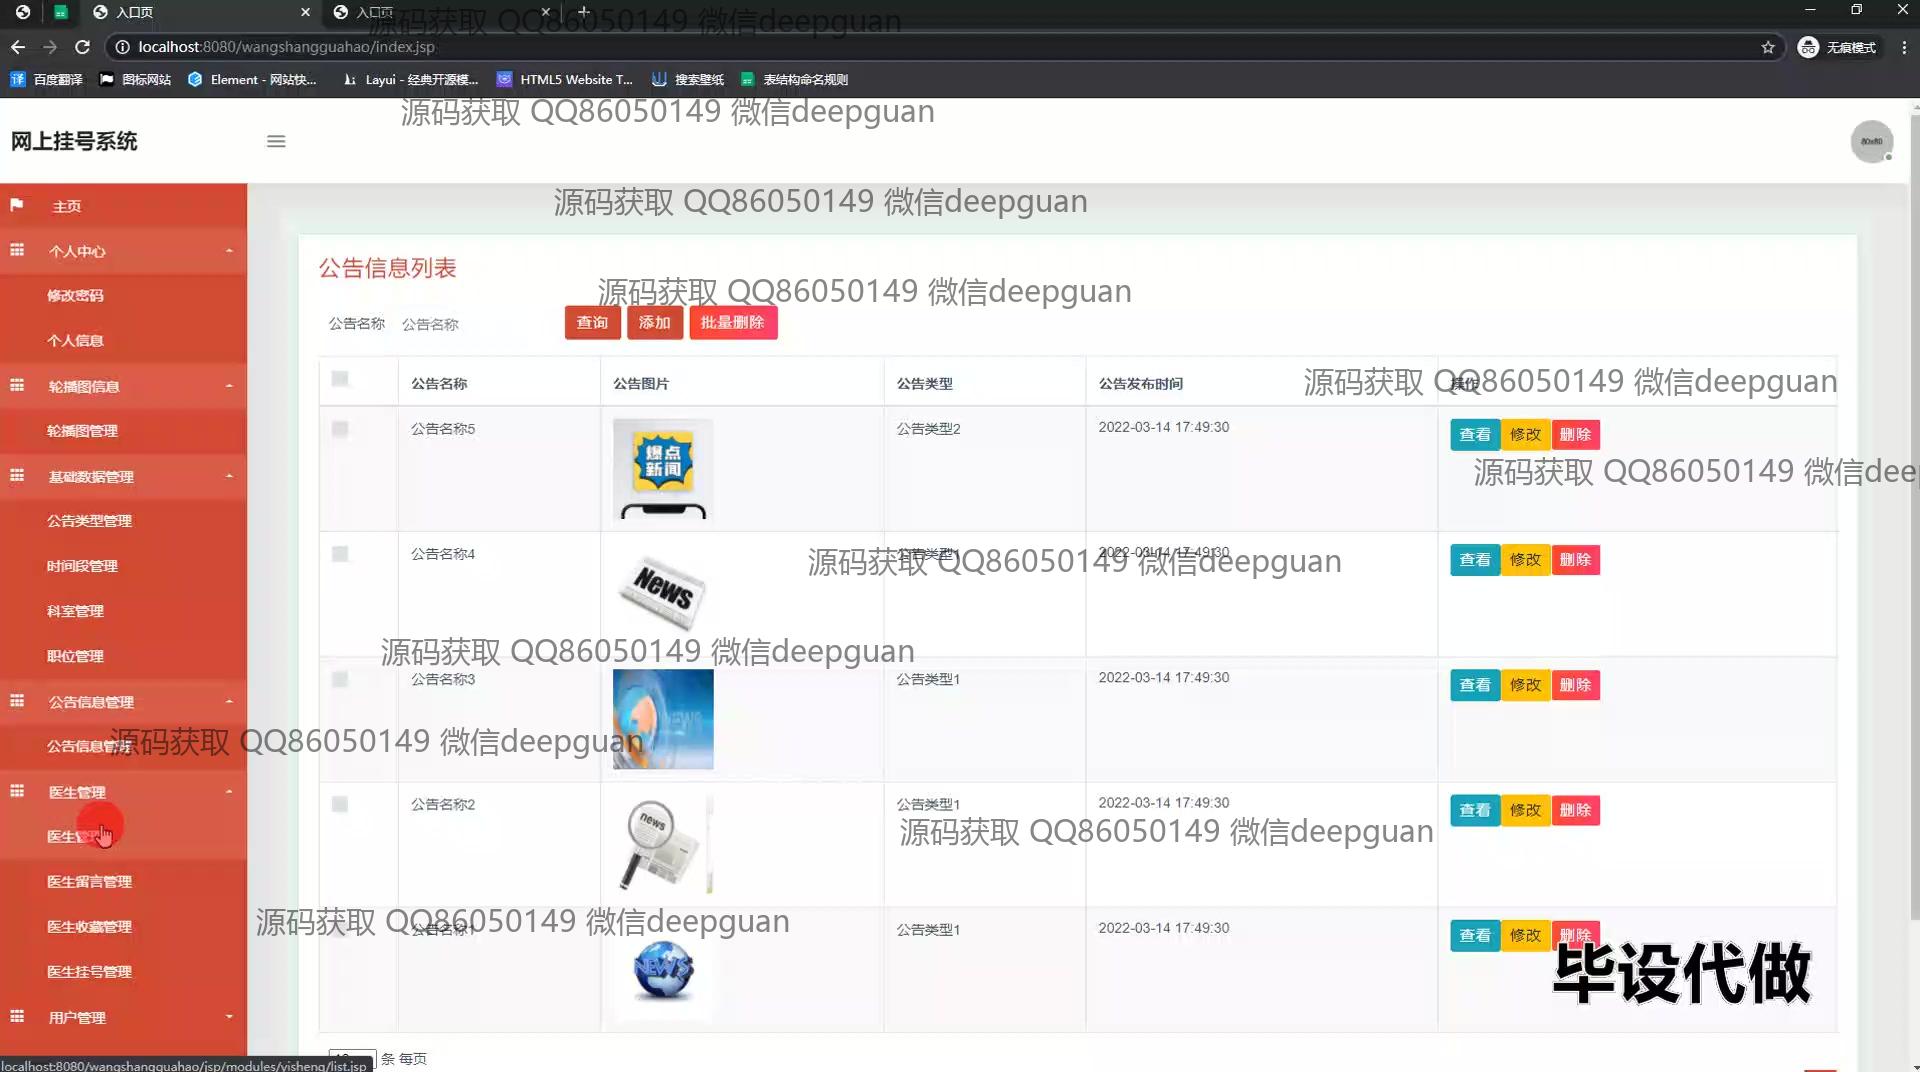 入口页
入口页
源码获取 QQ86050149 微信deepguan
localhost:8080/wangshangguahao/index.jsp
无痕模式
百度翻译
图标网站
Element - 网站快...
Layui - 经典开源模...
HTML5 Website T...
搜索壁纸
表结构命名规则
源码获取 QQ86050149 微信deepguan
网上挂号系统
80x80
源码获取 QQ86050149 微信deepguan
主页
个人中心
修改密码
个人信息
轮播图信息
轮播图管理
基础数据管理
公告类型管理
时间段管理
科室管理
职位管理
公告信息管理
公告信息管理
医生管理
医生管理
医生留言管理
医生收藏管理
医生挂号管理
用户管理
公告信息列表
源码获取 QQ86050149 微信deepguan
公告名称 公告名称 查询 添加 批量删除
公告名称 公告图片 公告类型 公告发布时间 操作
源码获取 QQ86050149 微信deepguan
公告名称5 爆点新闻 公告类型2 2022-03-14 17:49:30 查看 修改 删除
源码获取 QQ86050149 微信deep
公告名称4 News 公告类型1 2022-03-14 17:49:30 查看 修改 删除
源码获取 QQ86050149 微信deepguan
源码获取 QQ86050149 微信deepguan
公告名称3 NEWS 公告类型1 2022-03-14 17:49:30 查看 修改 删除
源码获取 QQ86050149 微信deepguan
公告名称2 news 公告类型1 2022-03-14 17:49:30 查看 修改 删除
源码获取 QQ86050149 微信deepguan
源码获取 QQ86050149 微信deepguan
公告名称1 NEWS 公告类型1 2022-03-14 17:49:30 查看 修改 删除
毕设代做
10 条 每页
localhost:8080/wangshangguahao/jsp/modules/yisheng/list.jsp